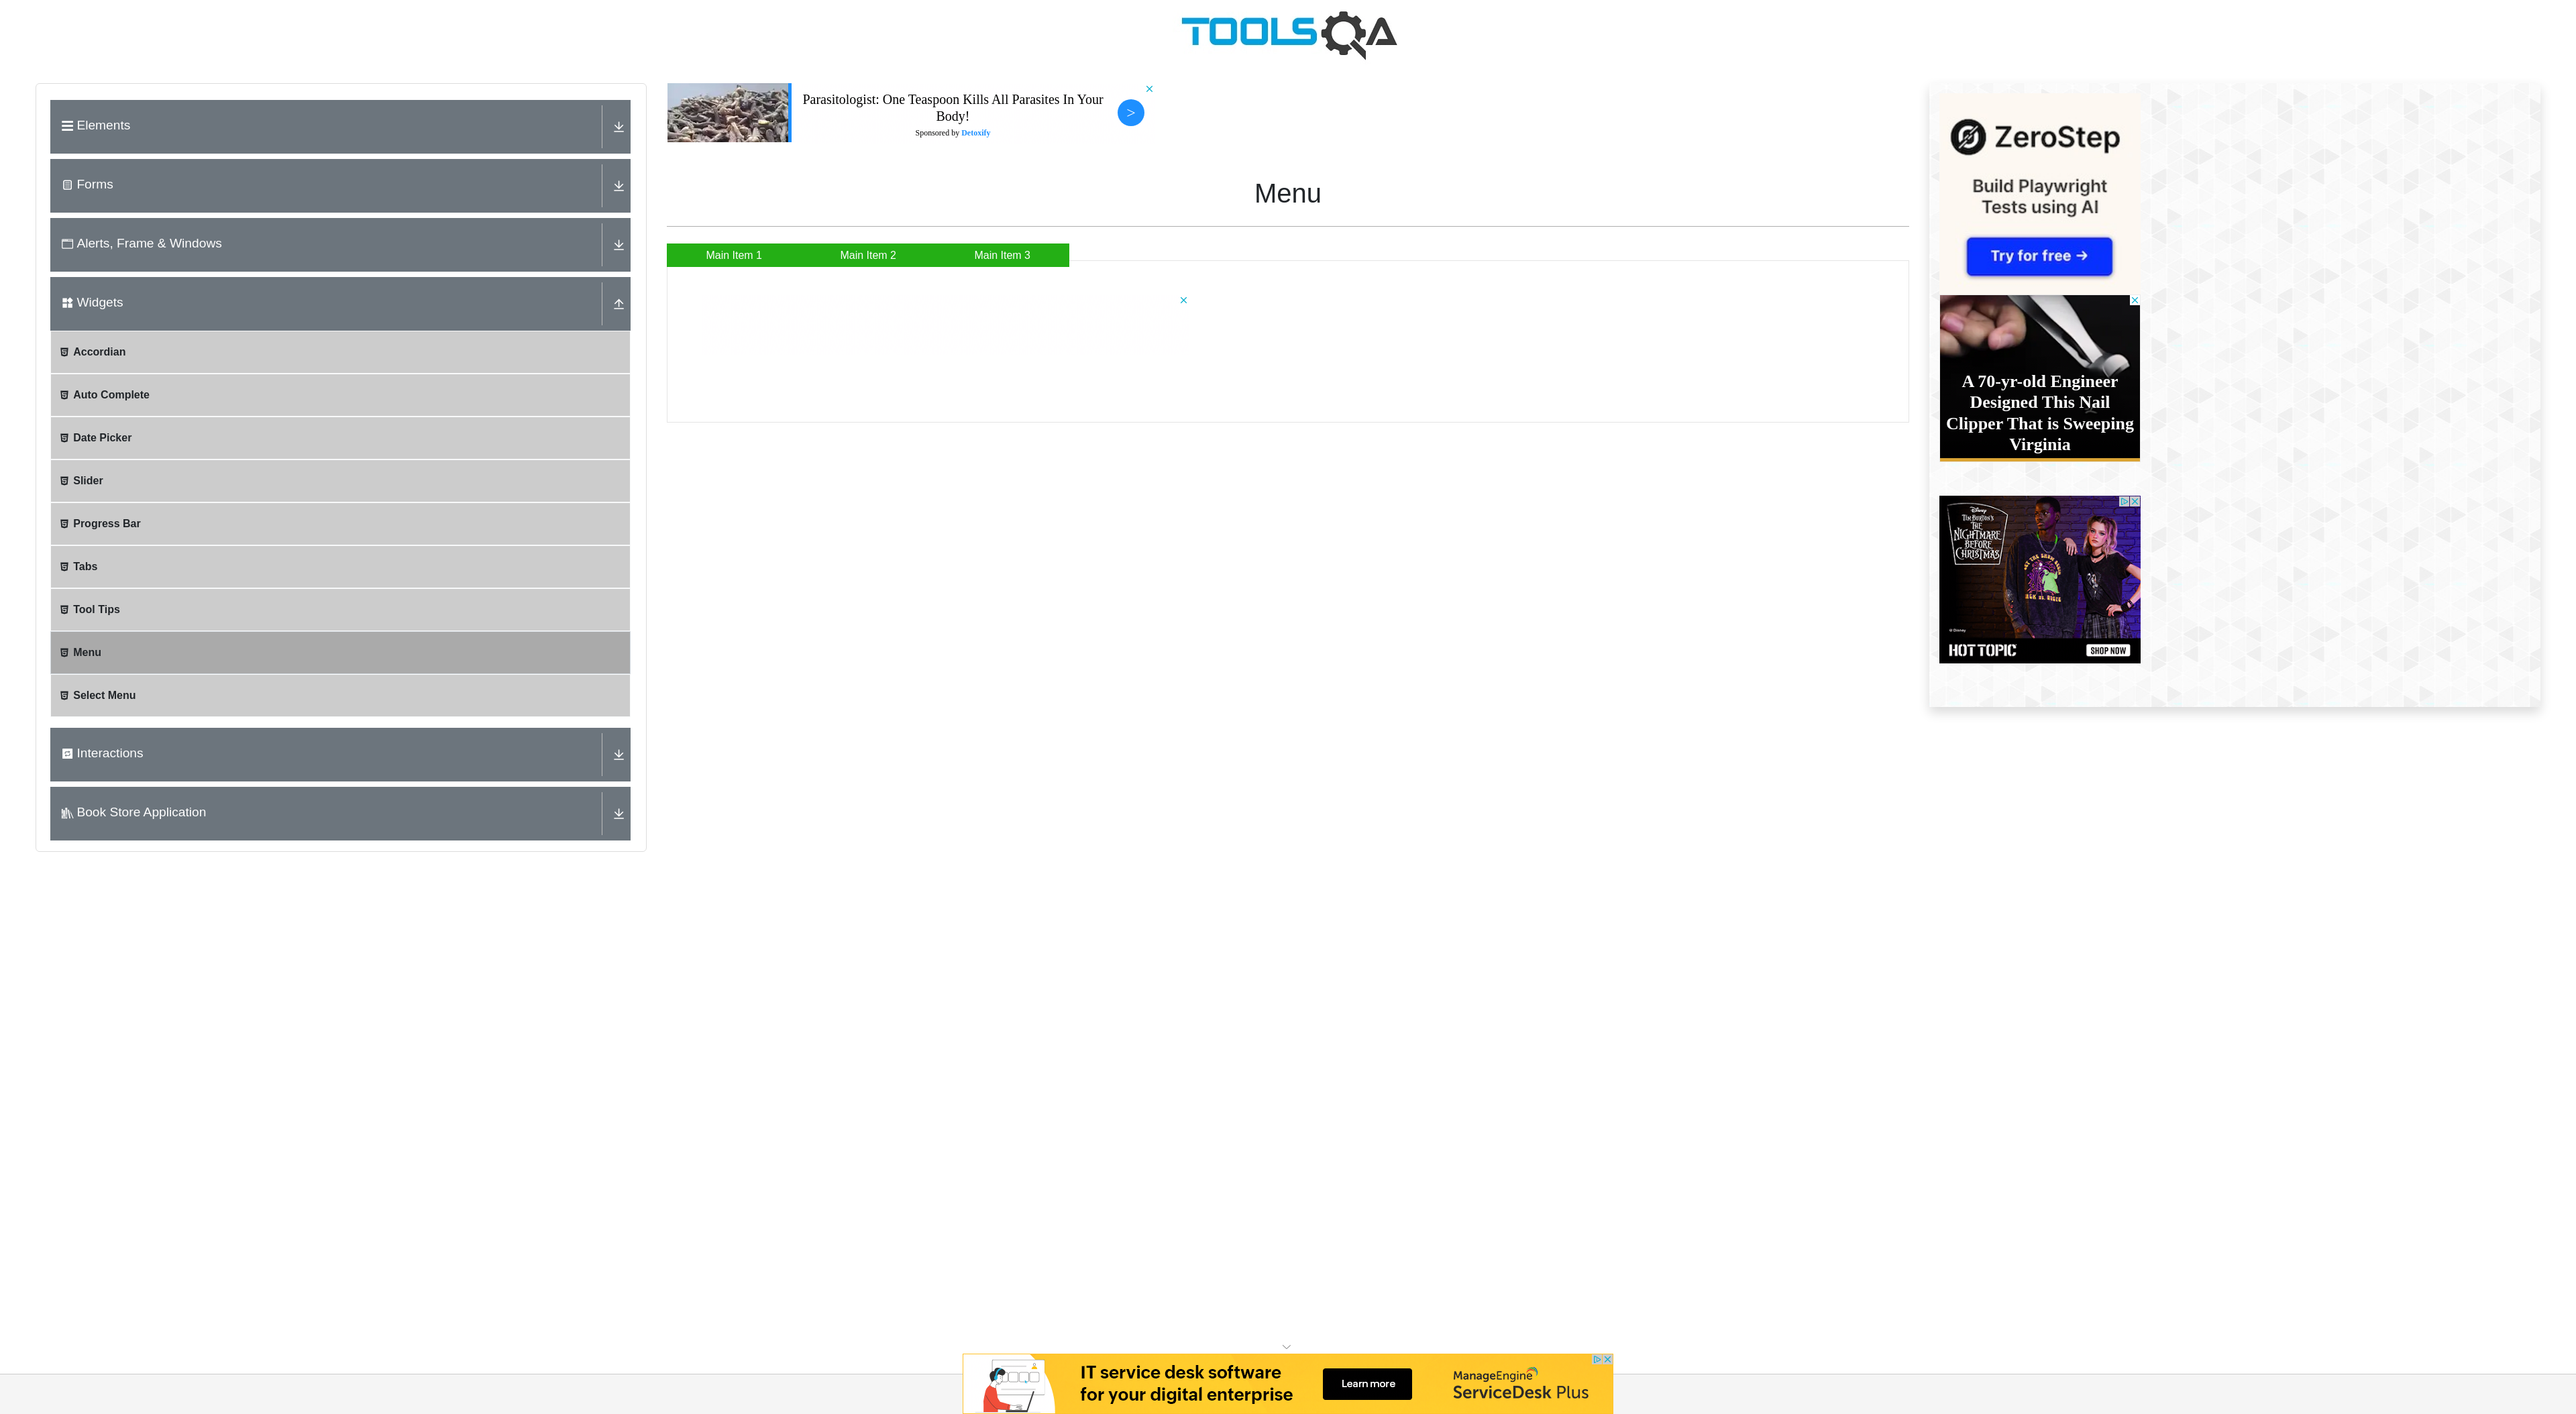 TOOLSQA
Elements
Forms
Alerts, Frame & Windows
Widgets
Accordian
Auto Complete
Date Picker
Slider
Progress Bar
Tabs
Tool Tips
Menu
Select Menu
Interactions
Book Store Application
Parasitologist: One Teaspoon Kills All Parasites In Your
Body!
Sponsored by Detoxify
>
Menu
Main Item 1 Main Item 2 Main Item 3
ZeroStep
Build Playwright
Tests using AI
Try for free →
A 70-yr-old Engineer
Designed This Nail
Clipper That is Sweeping
Virginia
Disney
Tim Burton's
The
Nightmare
Before
Christmas
© Disney
HOT TOPIC
SHOP NOW
IT service desk software
for your digital enterprise
Learn more
ManageEngine
ServiceDesk Plus